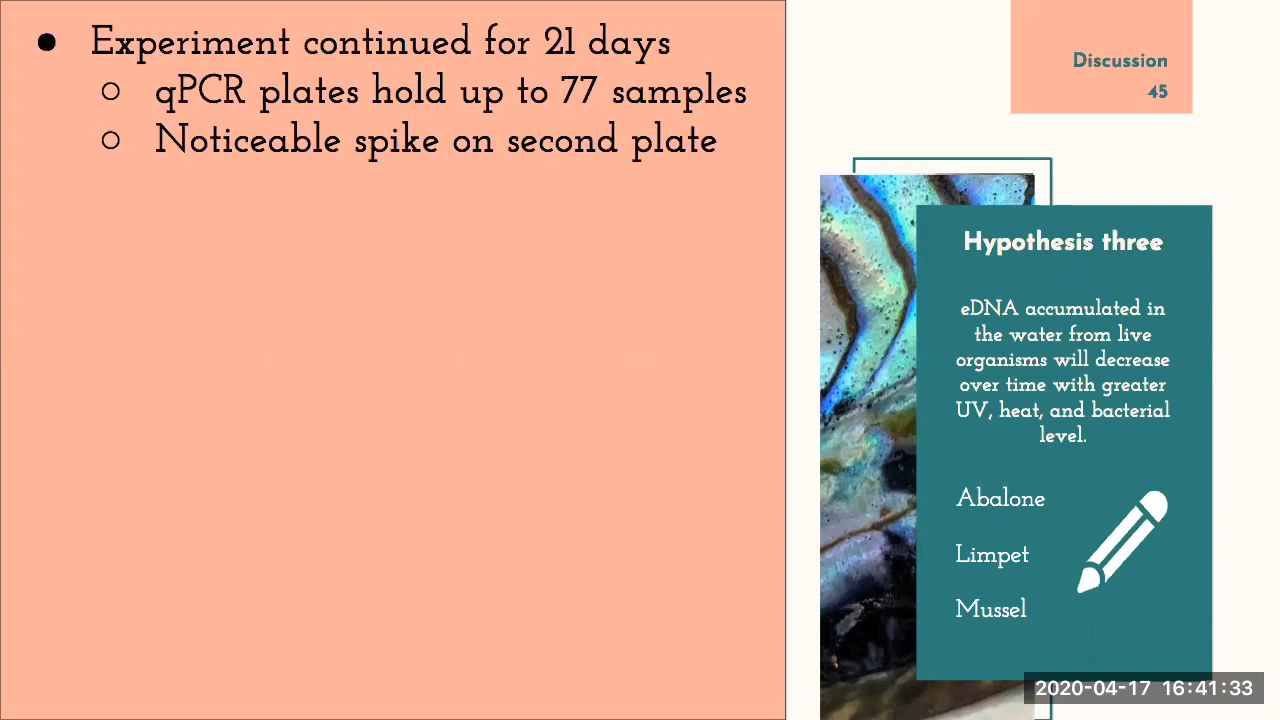 Experiment continued for 21 days
qPCR plates hold up to 77 samples
Noticeable spike on second plate
Discussion
45
Hypothesis three
eDNA accumulated in
the water from live
organisms will decrease
over time with greater
UV, heat, and bacterial
level.
Abalone
Limpet
Mussel
2020-04-17 16:41:33